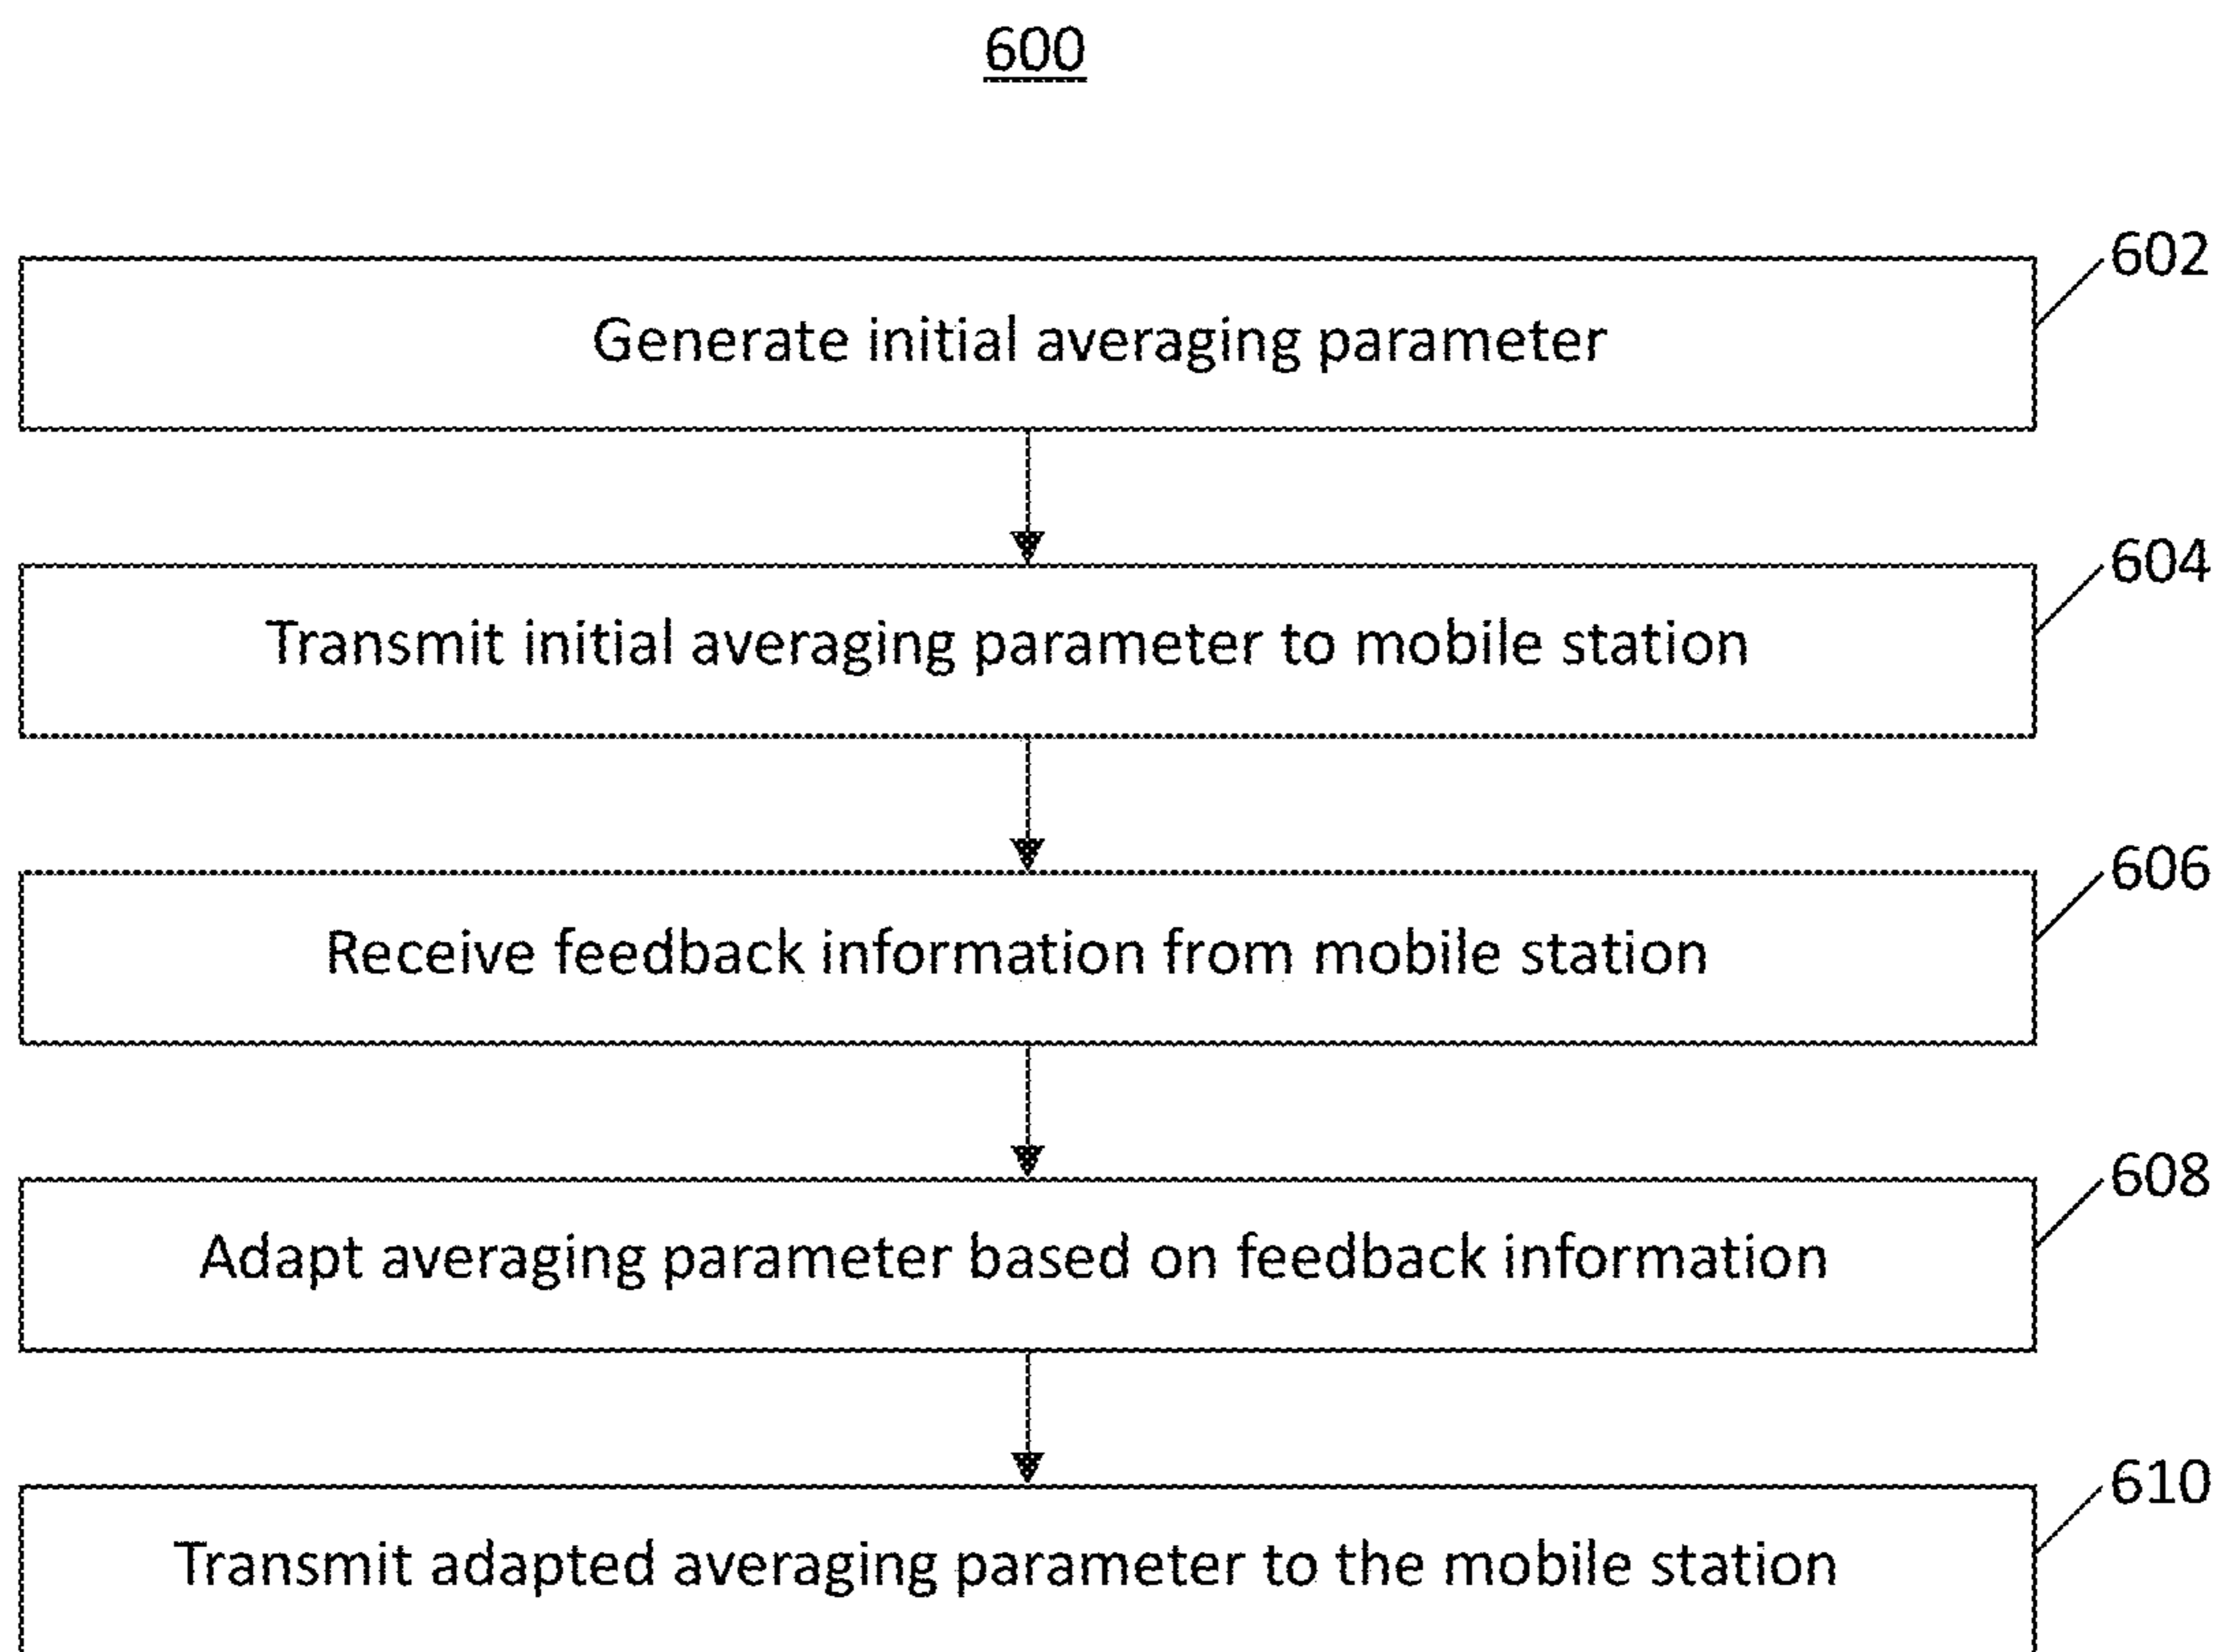 600
602
Generate initial averaging parameter
604
Transmit initial averaging parameter to mobile station
606
Receive feedback information from mobile station
608
Adapt averaging parameter based on feedback information
610
Transmit adapted averaging parameter to the mobile station